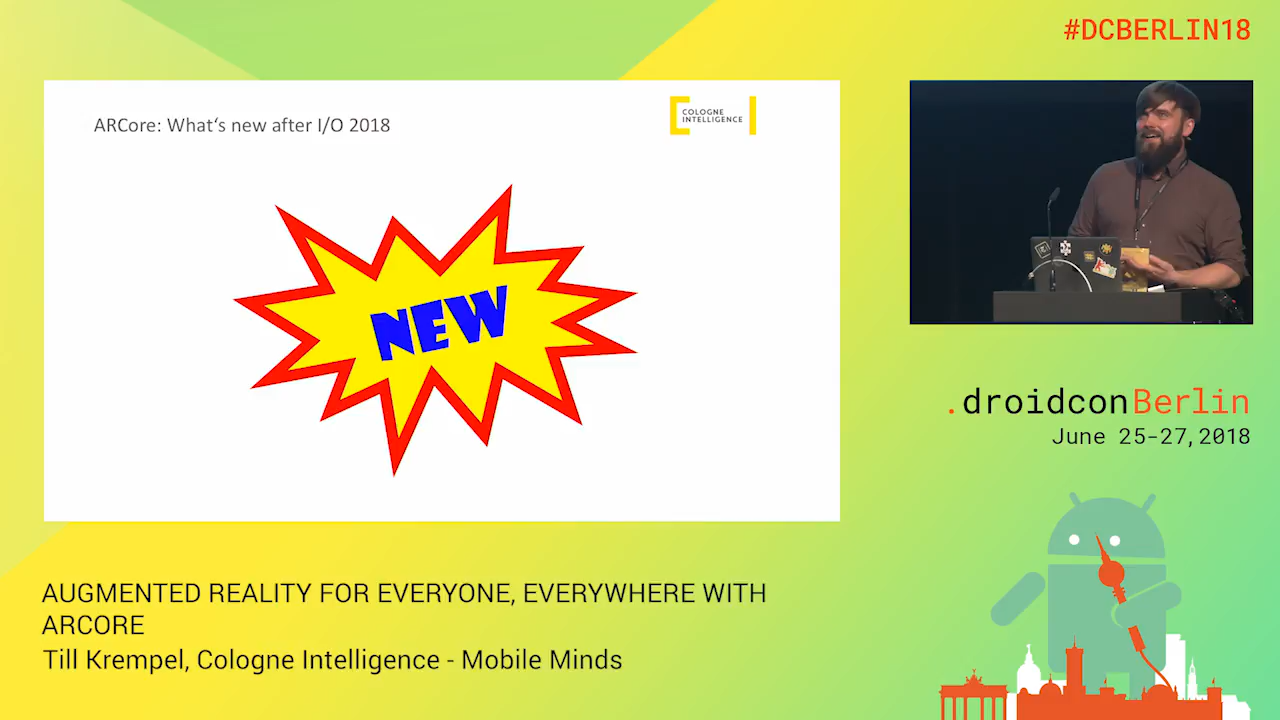 #DCBERLIN18
ARCore: What's new after I/O 2018
COLOGNE
INTELLIGENCE
NEW
.droidconBerlin
June 25-27,2018
AUGMENTED REALITY FOR EVERYONE, EVERYWHERE WITH
ARCORE
Till Krempel, Cologne Intelligence - Mobile Minds